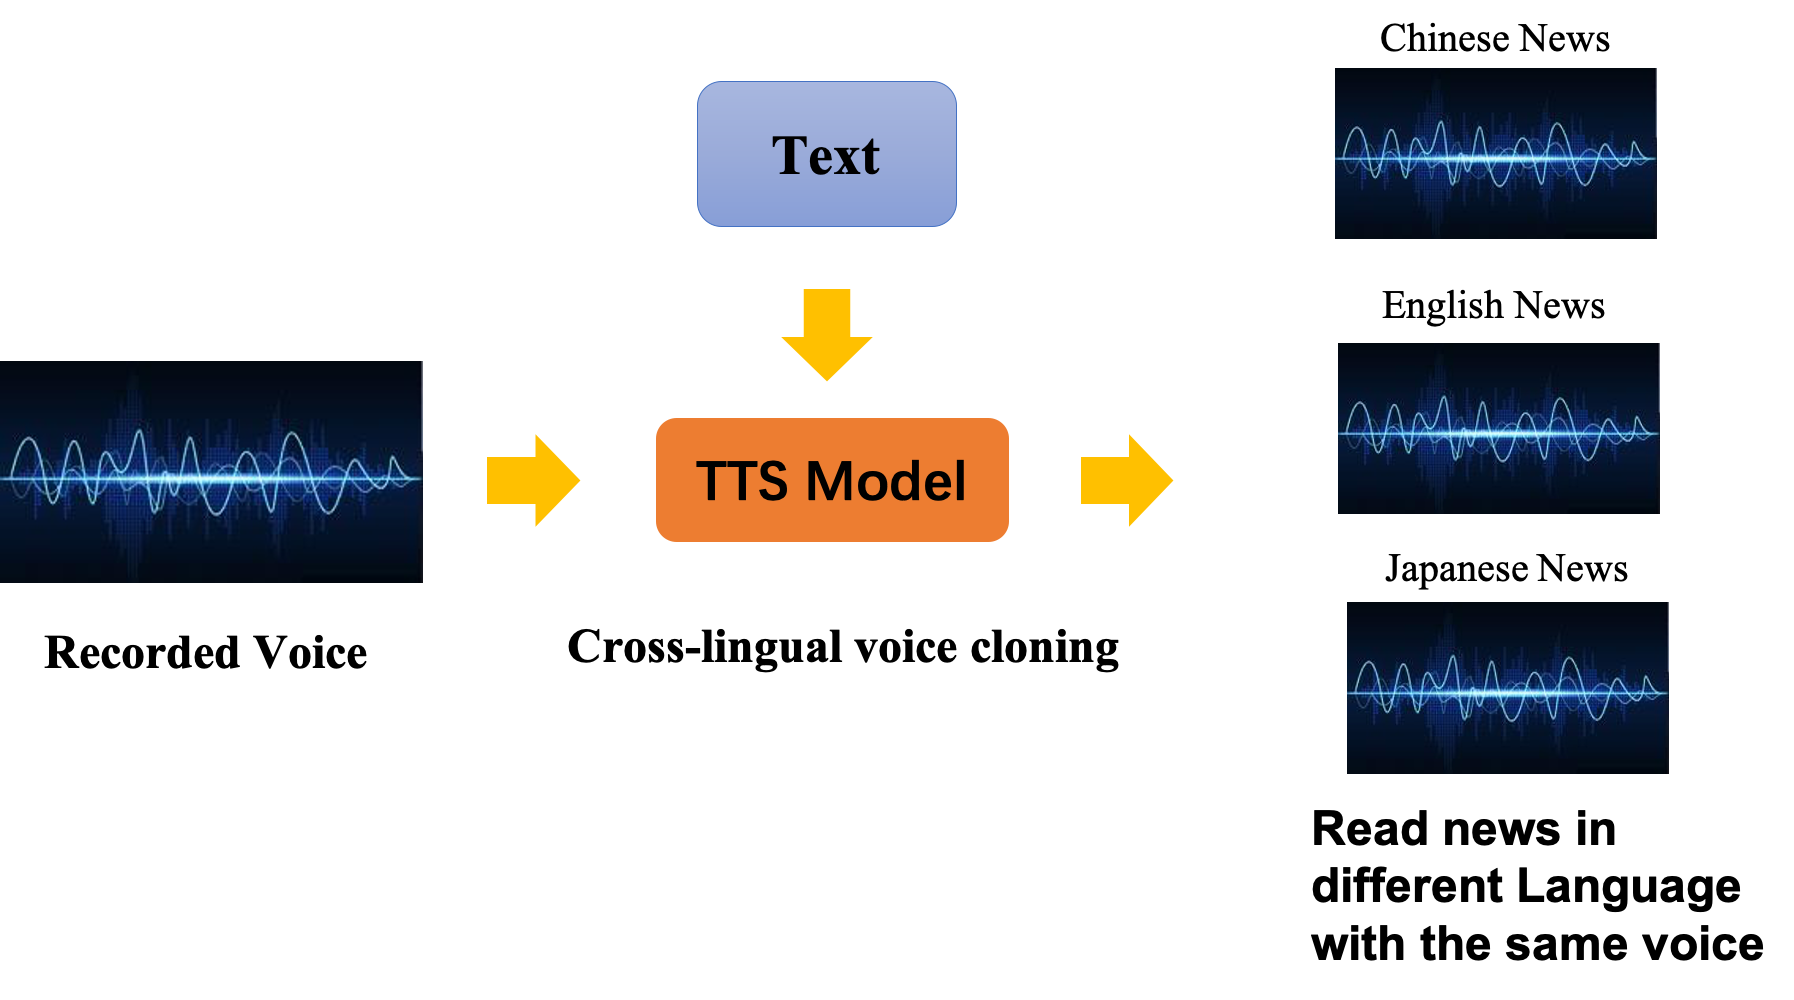 Chinese News
Text
English News
TTS Model
Japanese News
Recorded Voice
Cross-lingual voice cloning
Read news in
different Language
with the same voice